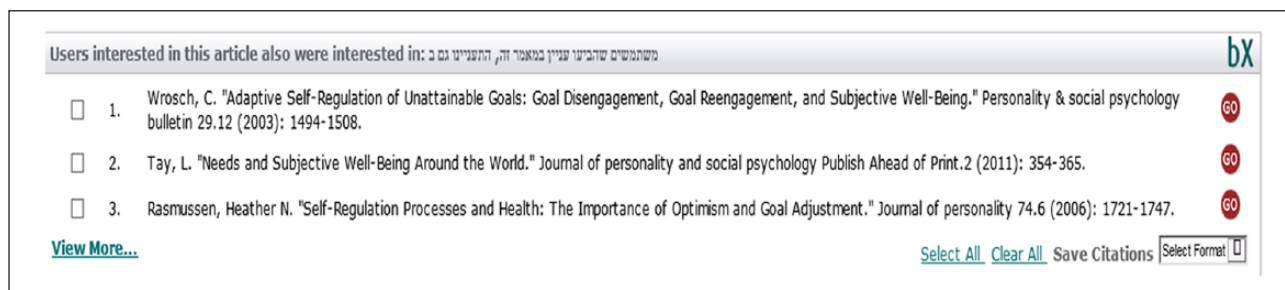 Users interested in this article also were interested in: משתמשים שהביעו עניין במאמר זה, התעניינו גם ב
bX
1. Wrosch, C. "Adaptive Self-Regulation of Unattainable Goals: Goal Disengagement, Goal Reengagement, and Subjective Well-Being." Personality & social psychology
bulletin 29.12 (2003): 1494-1508.
GO
2. Tay, L. "Needs and Subjective Well-Being Around the World." Journal of personality and social psychology Publish Ahead of Print.2 (2011): 354-365.
GO
3. Rasmussen, Heather N. "Self-Regulation Processes and Health: The Importance of Optimism and Goal Adjustment." Journal of personality 74.6 (2006): 1721-1747.
GO
View More...
Select All Clear All Save Citations Select Format